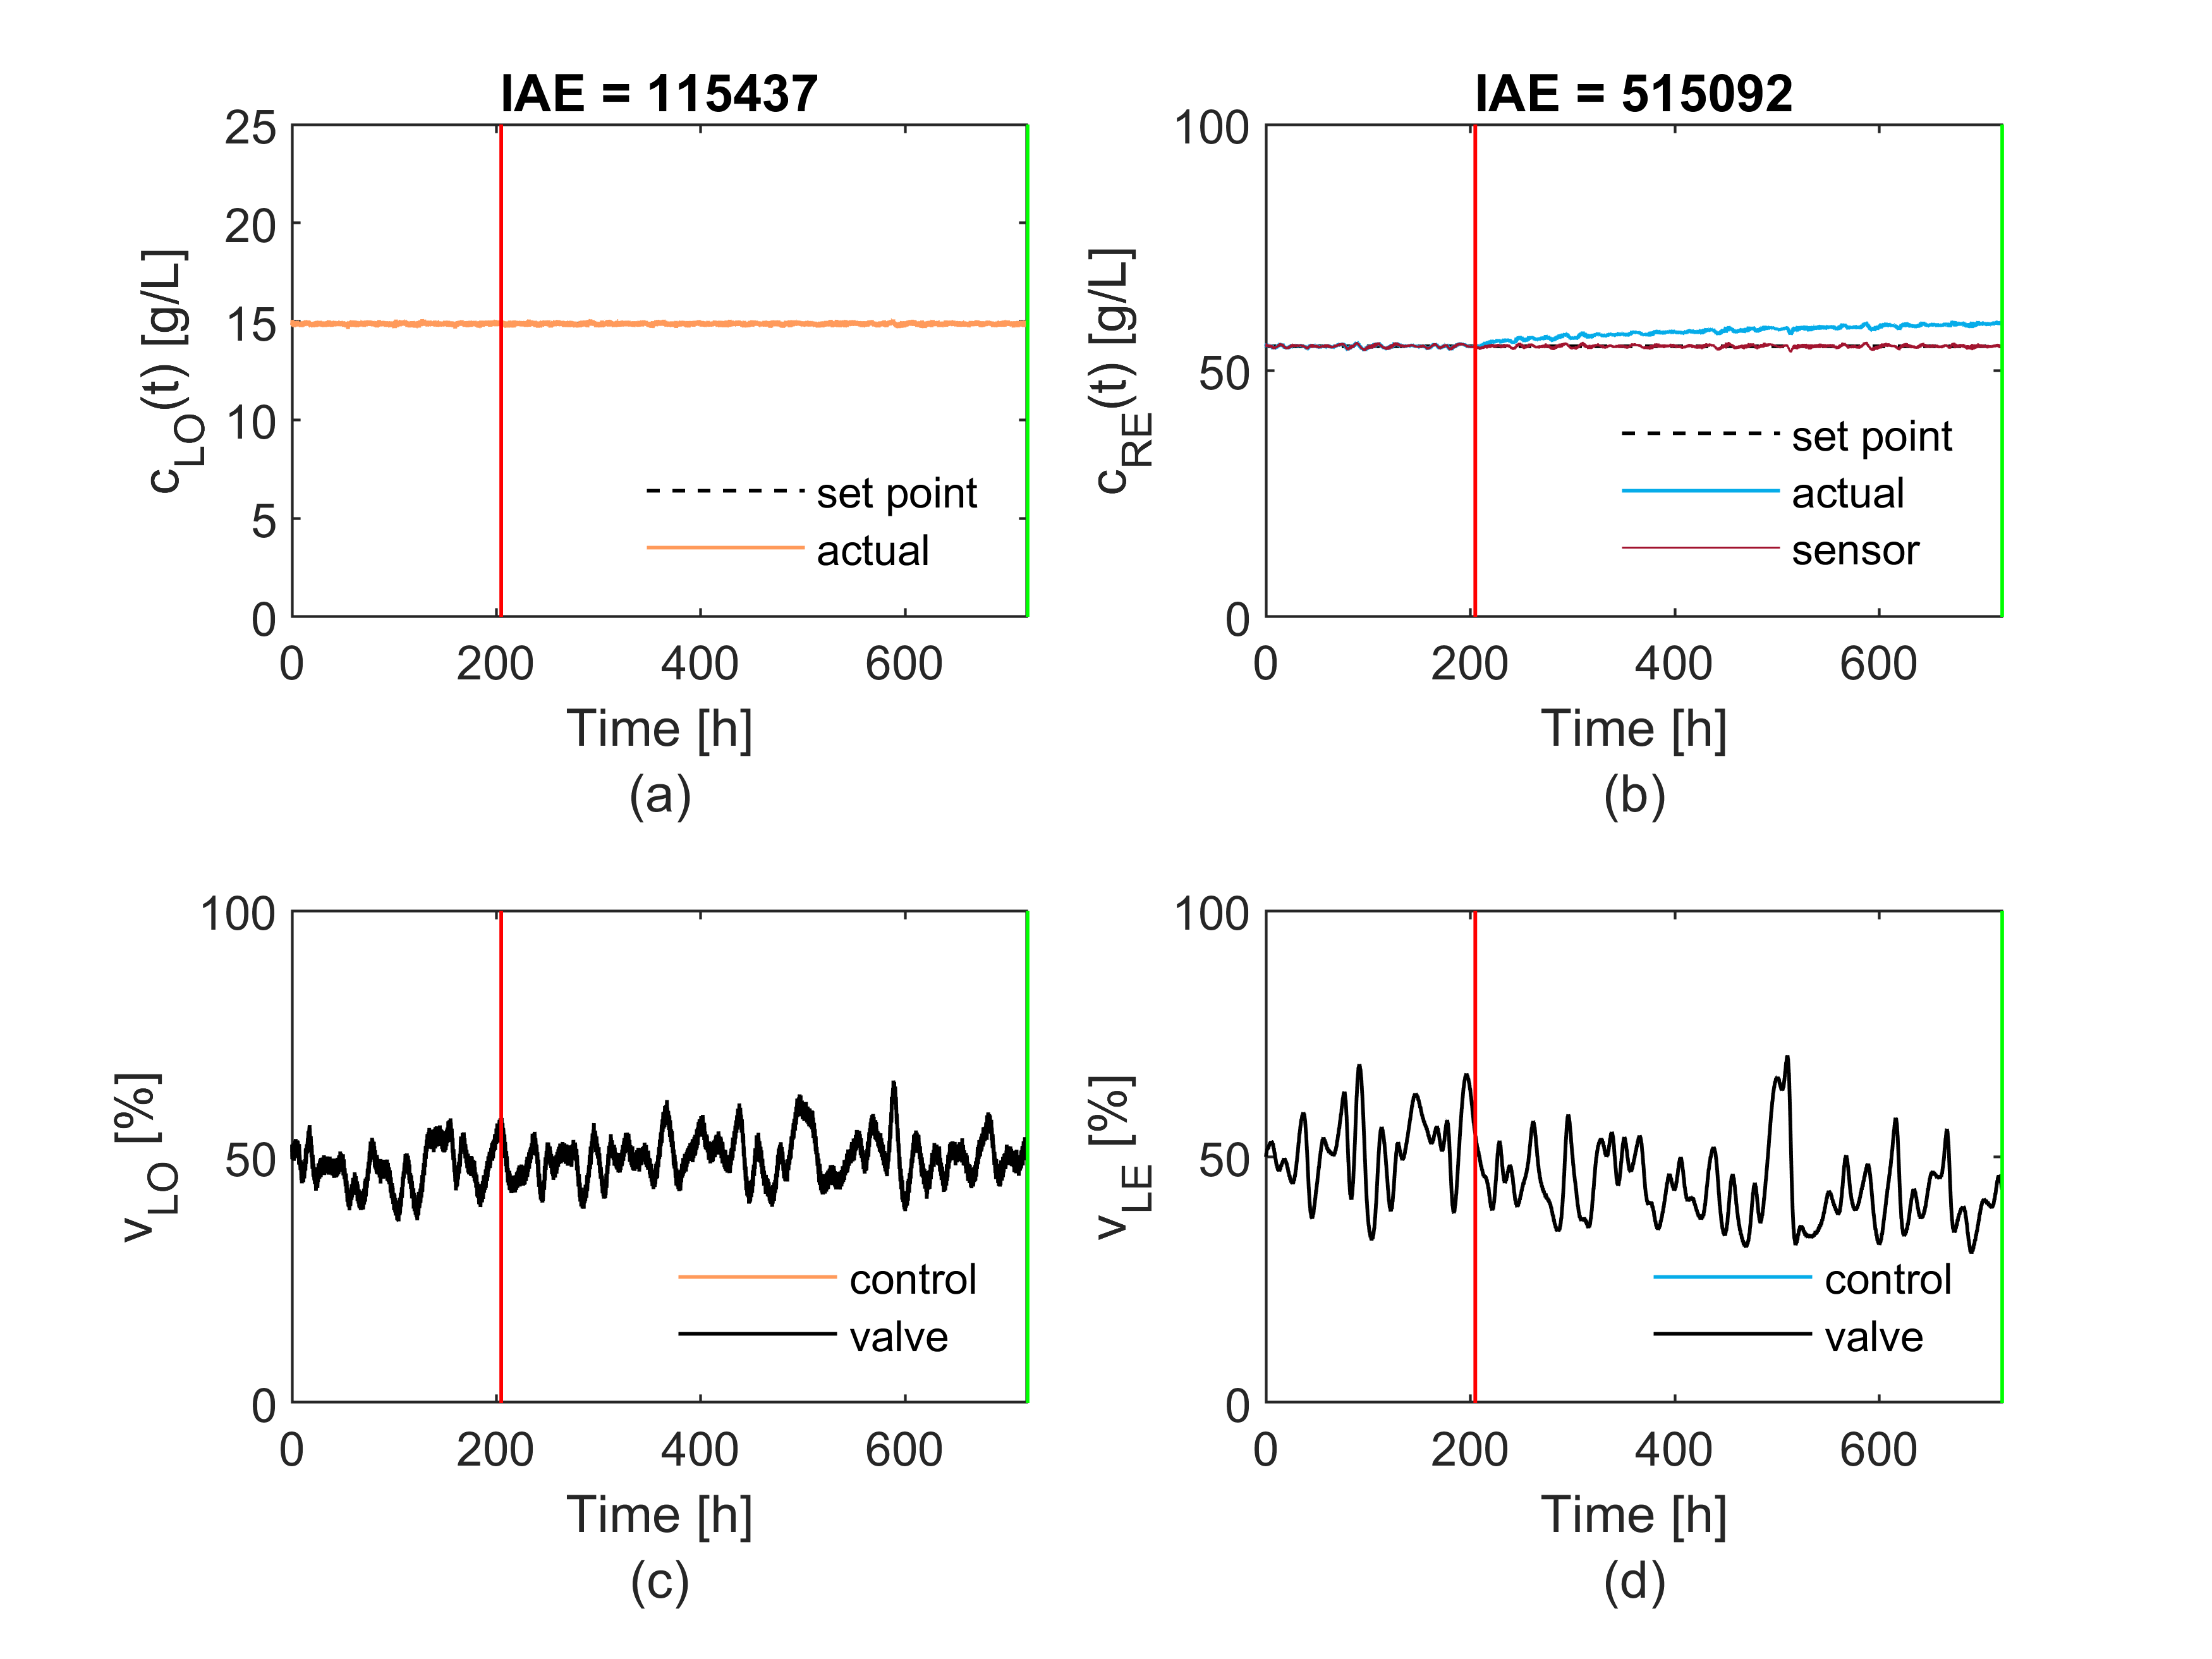 IAE = 115437
25
20
15
10
5
0
c_LO(t) [g/L]
set point
actual
0 200 400 600
Time [h]
(a)
IAE = 515092
100
50
0
c_RE(t) [g/L]
set point
actual
sensor
0 200 400 600
Time [h]
(b)
100
50
0
v_LO [%]
control
valve
0 200 400 600
Time [h]
(c)
100
50
0
v_LE [%]
control
valve
0 200 400 600
Time [h]
(d)